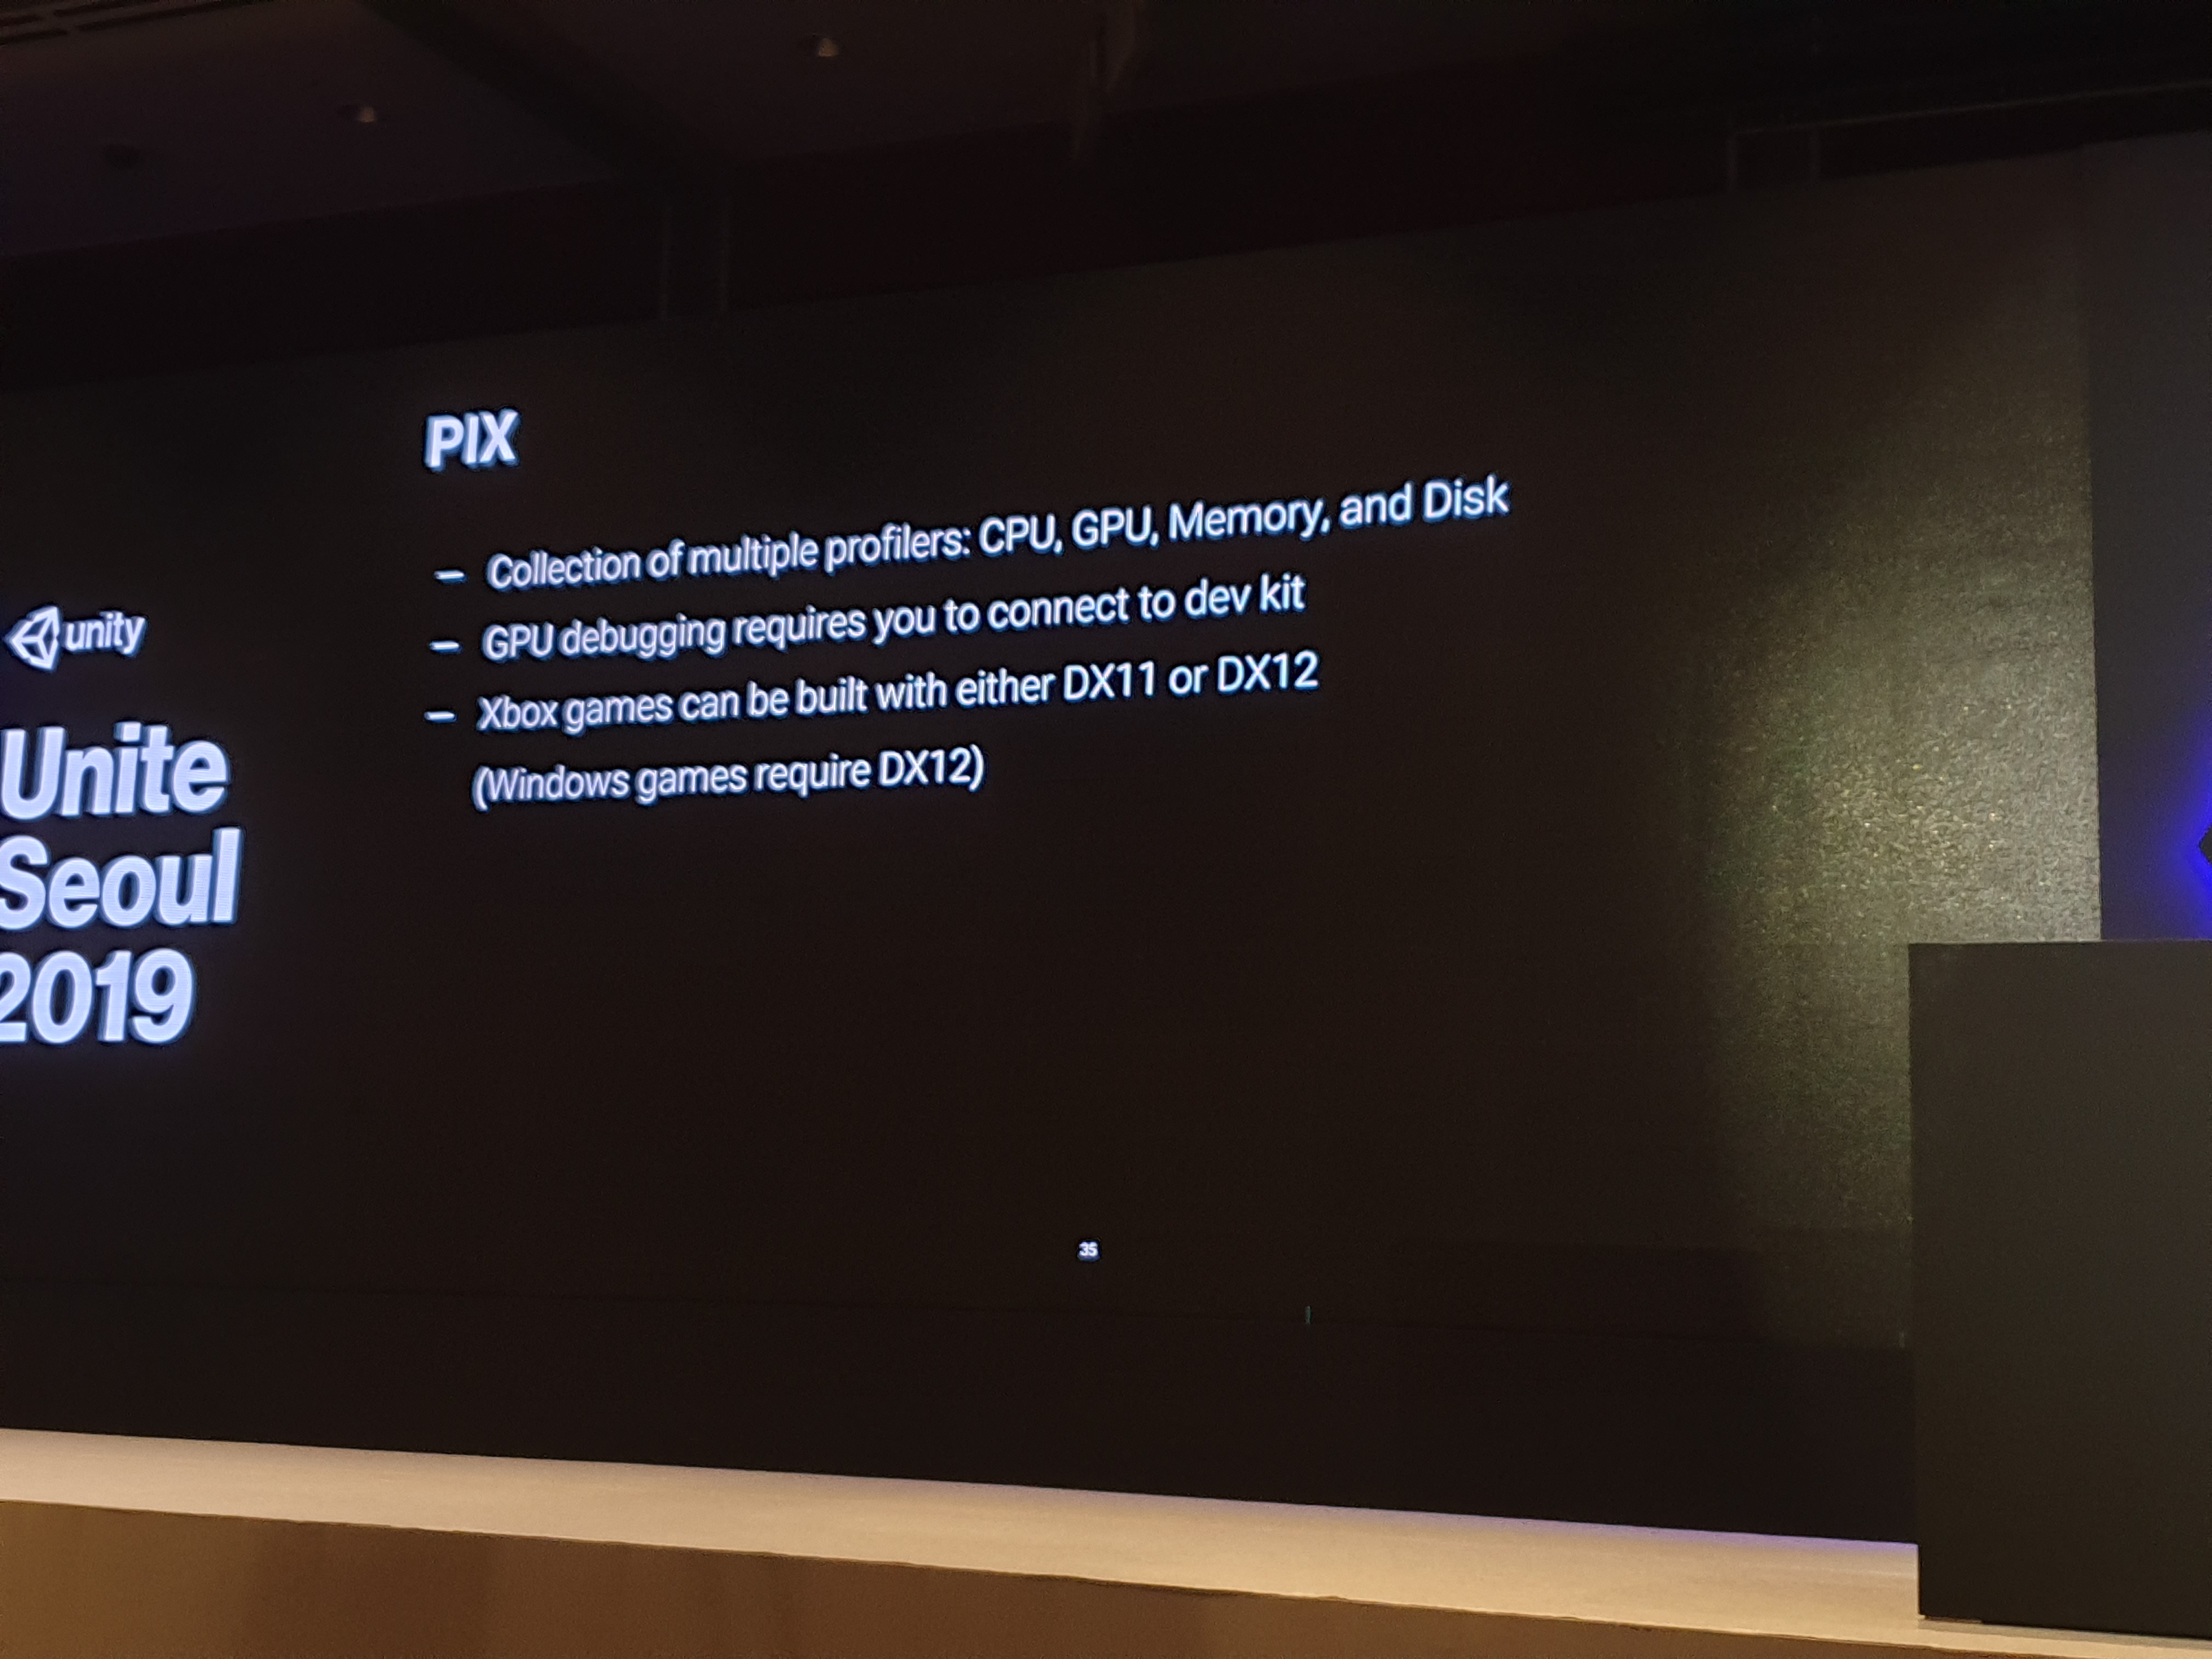 PIX
– Collection of multiple profilers: CPU, GPU, Memory, and Disk
– GPU debugging requires you to connect to dev kit
– Xbox games can be built with either DX11 or DX12
(Windows games require DX12)
unity
Unite
Seoul
2019
35